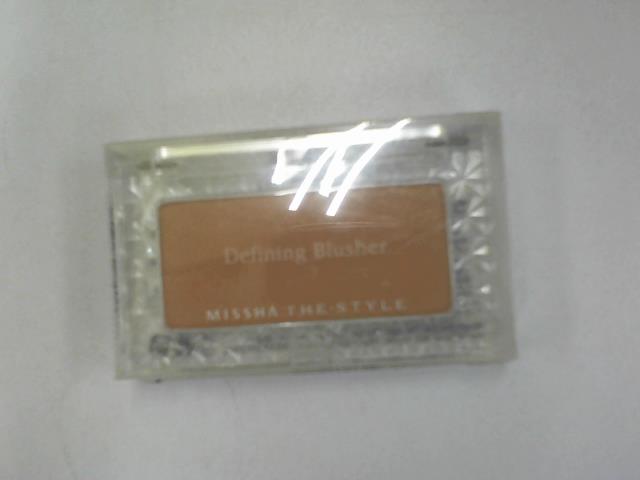 Defining Blusher
MISSHA THE STYLE